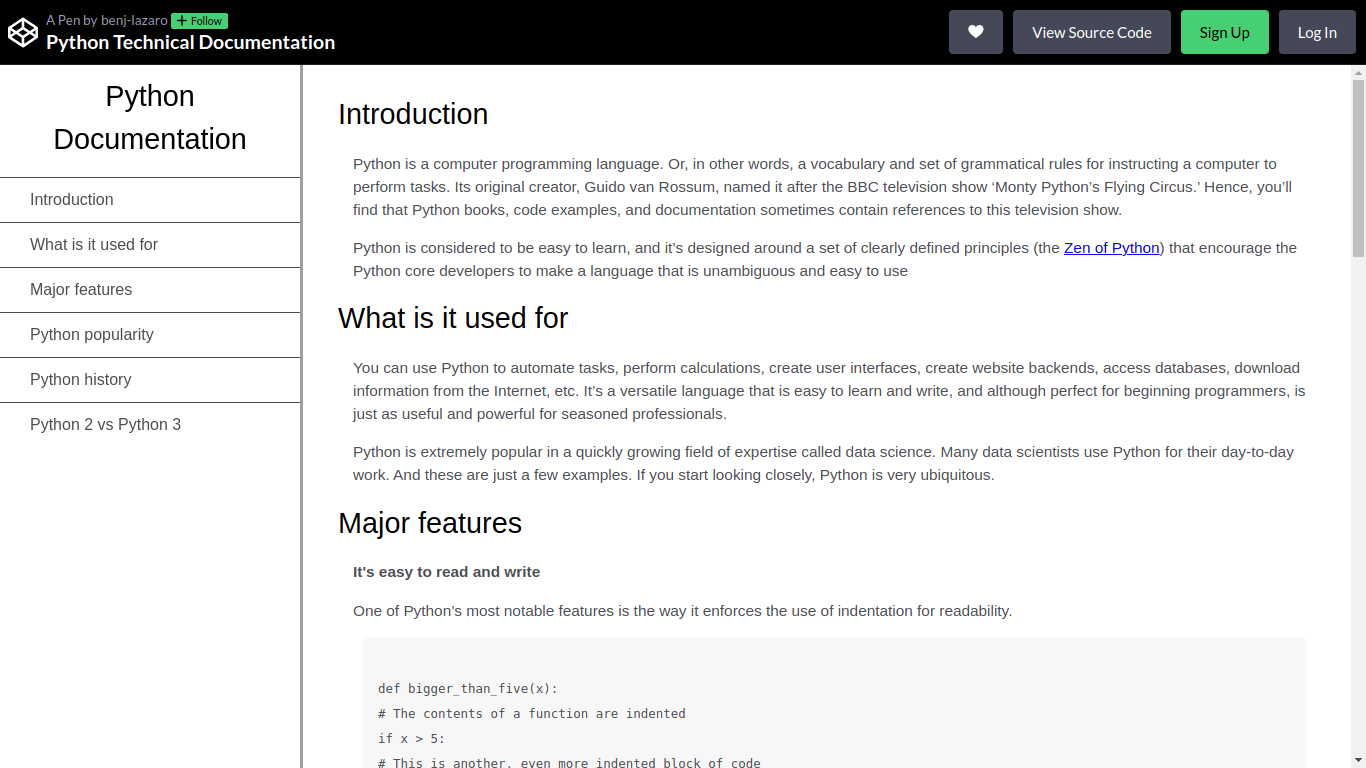 A Pen by benj-lazaro
+ Follow
Python Technical Documentation
View Source Code
Sign Up
Log In
Python
Documentation
Introduction
What is it used for
Major features
Python popularity
Python history
Python 2 vs Python 3
Introduction
Python is a computer programming language. Or, in other words, a vocabulary and set of grammatical rules for instructing a computer to
perform tasks. Its original creator, Guido van Rossum, named it after the BBC television show ‘Monty Python’s Flying Circus.’ Hence, you’ll
find that Python books, code examples, and documentation sometimes contain references to this television show.
Python is considered to be easy to learn, and it’s designed around a set of clearly defined principles (the Zen of Python) that encourage the
Python core developers to make a language that is unambiguous and easy to use
What is it used for
You can use Python to automate tasks, perform calculations, create user interfaces, create website backends, access databases, download
information from the Internet, etc. It’s a versatile language that is easy to learn and write, and although perfect for beginning programmers, is
just as useful and powerful for seasoned professionals.
Python is extremely popular in a quickly growing field of expertise called data science. Many data scientists use Python for their day-to-day
work. And these are just a few examples. If you start looking closely, Python is very ubiquitous.
Major features
It's easy to read and write
One of Python’s most notable features is the way it enforces the use of indentation for readability.
def bigger_than_five(x):
# The contents of a function are indented
if x > 5:
# This is another, even more indented block of code